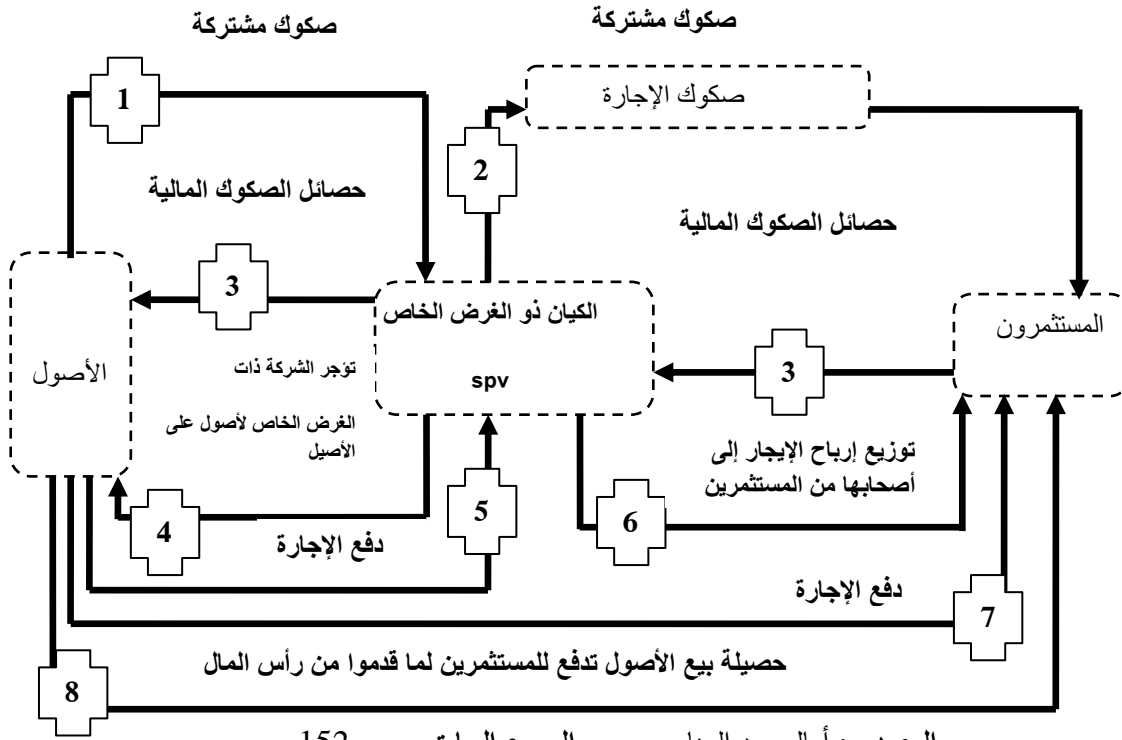 صكوك مشتركة
صكوك مشتركة
1
صكوك الإجارة
2
حصائل الصكوك المالية
حصائل الصكوك المالية
3
الكيان ذو الغرض الخاص
spv
المستثمرون
الأصول
3
تؤجر الشركة ذات
الغرض الخاص لأصول على
الأصيل
توزيع إرباح الإيجار إلى
أصحابها من المستثمرين
4
5
6
دفع الإجارة
دفع الإجارة
7
حصيلة بيع الأصول تدفع للمستثمرين لما قدموا من رأس المال
8
152